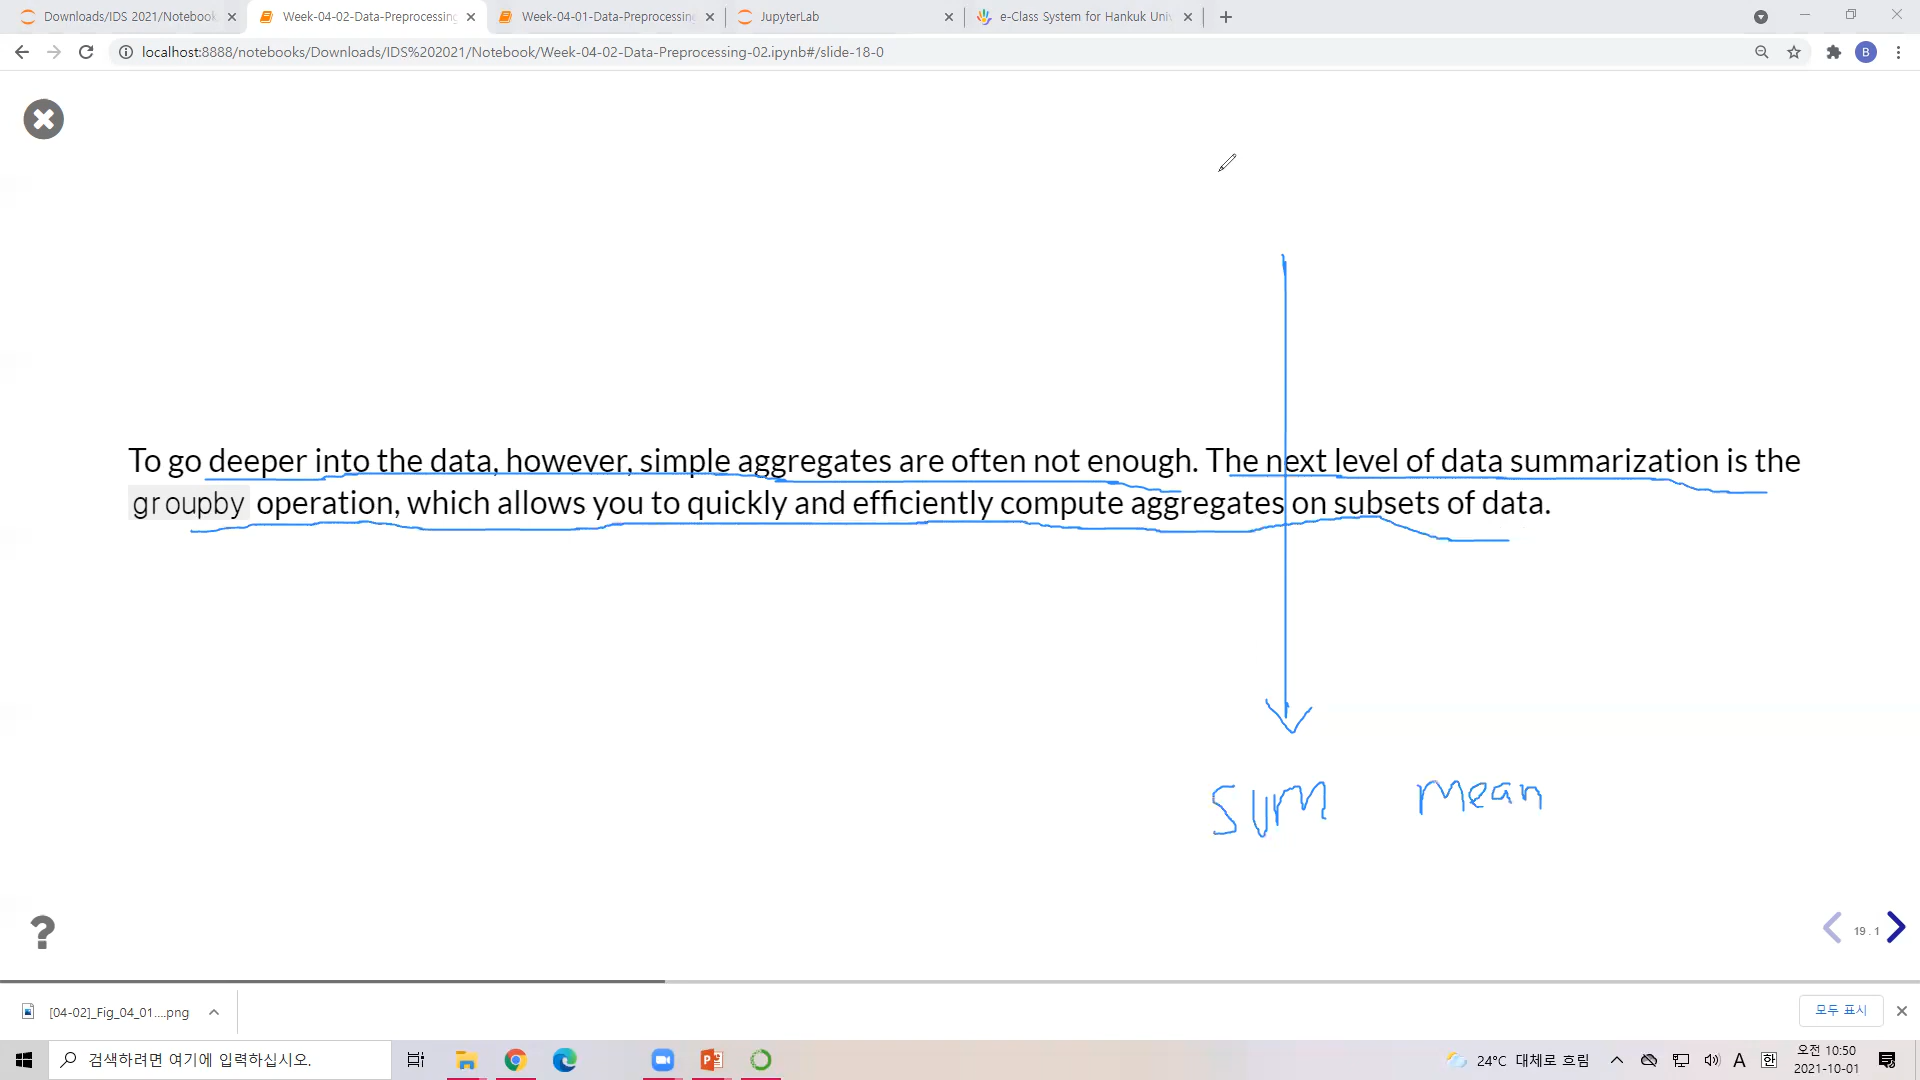 Downloads/IDS 2021/Notebook
Week-04-02-Data-Preprocessing
Week-04-01-Data-Preprocessin
JupyterLab
e-Class System for Hankuk Univ
localhost:8888/notebooks/Downloads/IDS%202021/Notebook/Week-04-02-Data-Preprocessing-02.ipynb#/slide-18-0
B
To go deeper into the data, however, simple aggregates are often not enough. The next level of data summarization is the
groupby operation, which allows you to quickly and efficiently compute aggregates on subsets of data.
sum mean
?
19.1
[04-02]_Fig_04_01....png
모두 표시
검색하려면 여기에 입력하십시오.
24°C 대체로 흐림
A
한
오전 10:50
2021-10-01